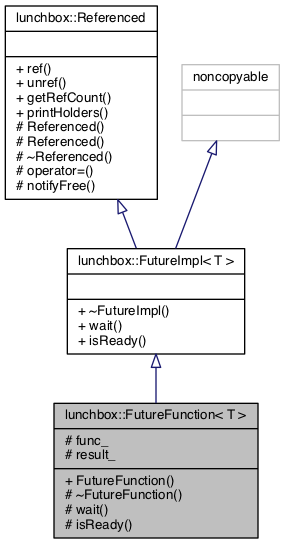 lunchbox::Referenced
+ ref()
+ unref()
+ getRefCount()
+ printHolders()
# Referenced()
# Referenced()
# ~Referenced()
# operator=()
# notifyFree()
noncopyable
lunchbox::FutureImpl< T >
+ ~FutureImpl()
+ wait()
+ isReady()
lunchbox::FutureFunction< T >
# func_
# result_
+ FutureFunction()
# ~FutureFunction()
# wait()
# isReady()